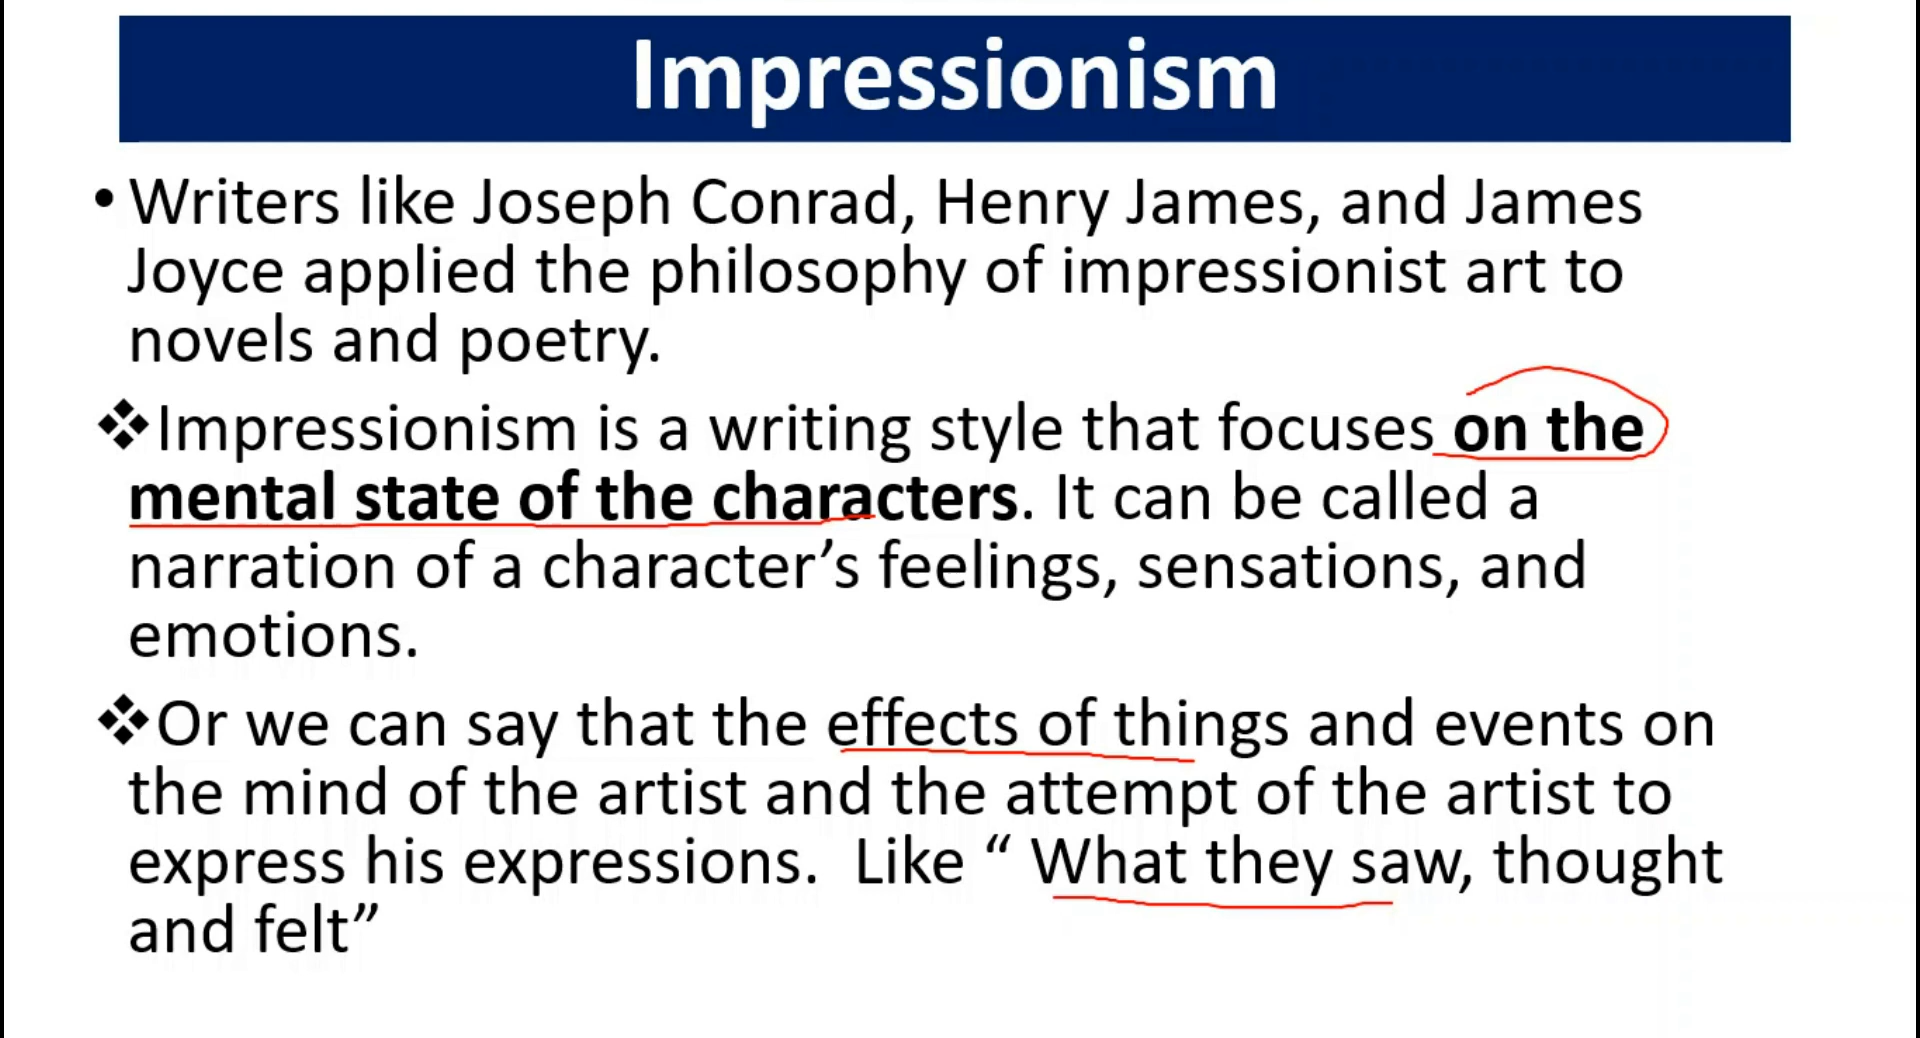 Impressionism
• Writers like Joseph Conrad, Henry James, and James
Joyce applied the philosophy of impressionist art to
novels and poetry.
❖Impressionism is a writing style that focuses on the
mental state of the characters. It can be called a
narration of a character’s feelings, sensations, and
emotions.
❖Or we can say that the effects of things and events on
the mind of the artist and the attempt of the artist to
express his expressions.  Like “ What they saw, thought
and felt”